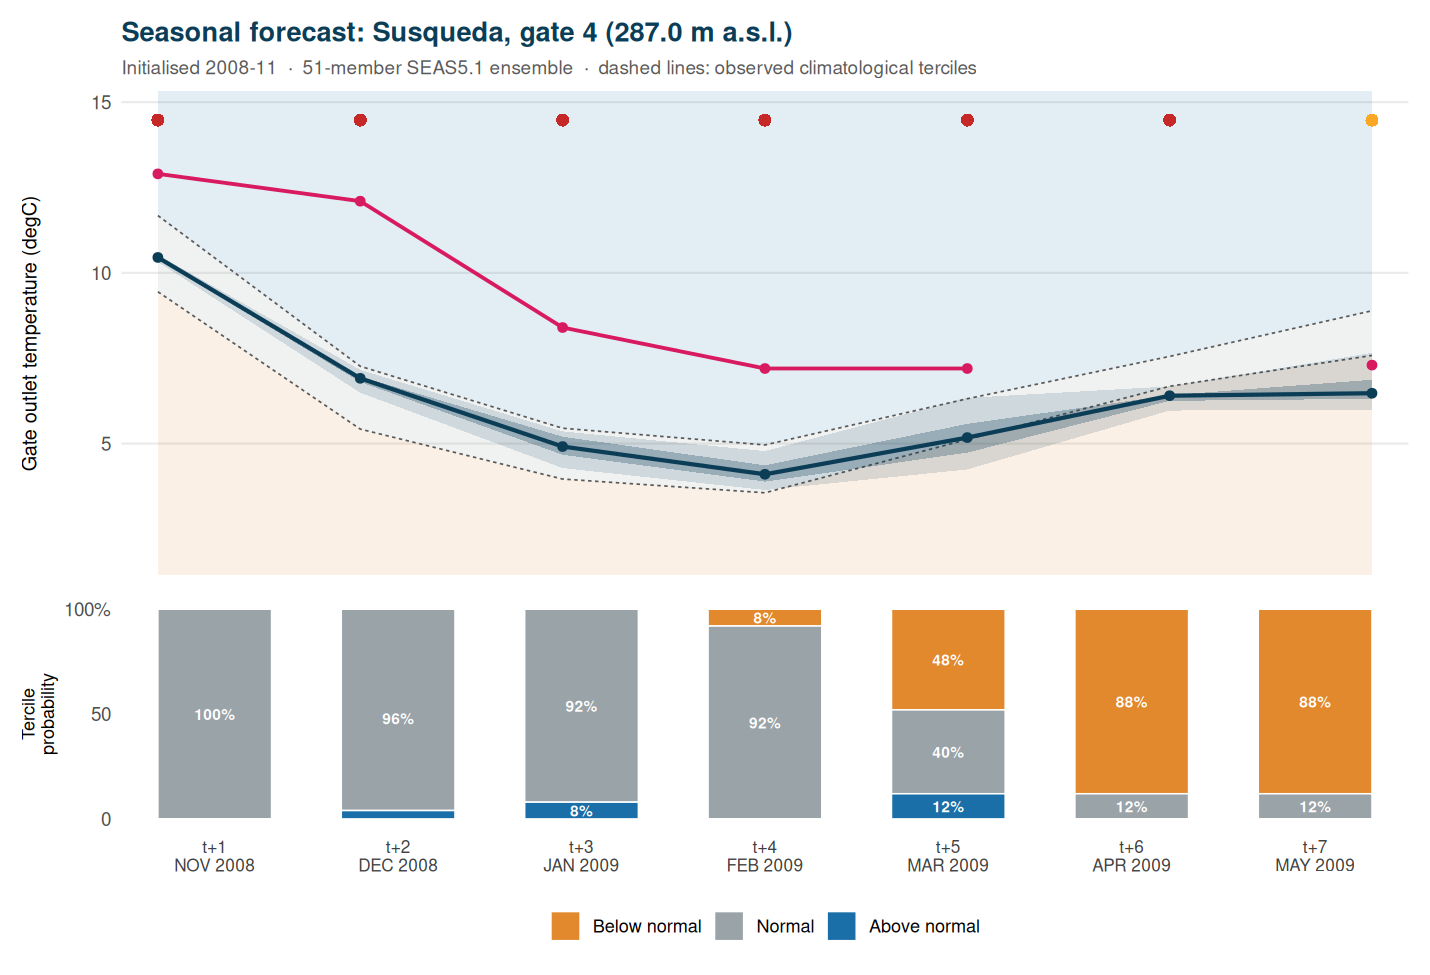 Seasonal forecast: Susqueda, gate 4 (287.0 m a.s.l.)
Initialised 2008-11 · 51-member SEAS5.1 ensemble · dashed lines: observed climatological terciles
15
10
5
Gate outlet temperature (degC)
100%
50
0
Tercile
probability
100%
96%
92%
8%
8%
92%
48%
40%
12%
88%
12%
88%
12%
t+1
NOV 2008
t+2
DEC 2008
t+3
JAN 2009
t+4
FEB 2009
t+5
MAR 2009
t+6
APR 2009
t+7
MAY 2009
Below normal
Normal
Above normal